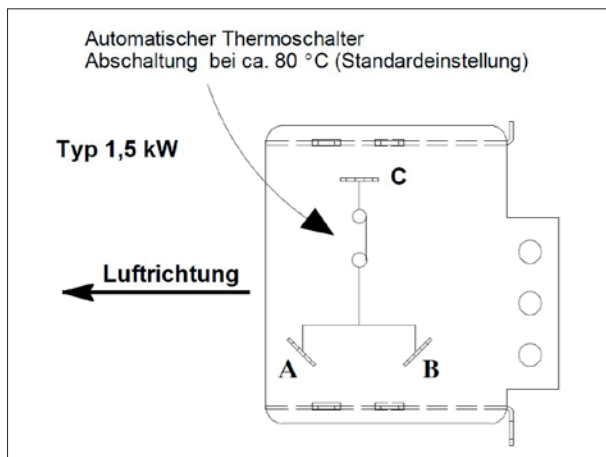 Automatischer Thermoschalter
Abschaltung bei ca. 80 °C (Standardeinstellung)
Typ 1,5 kW
C
Luftrichtung
A
B